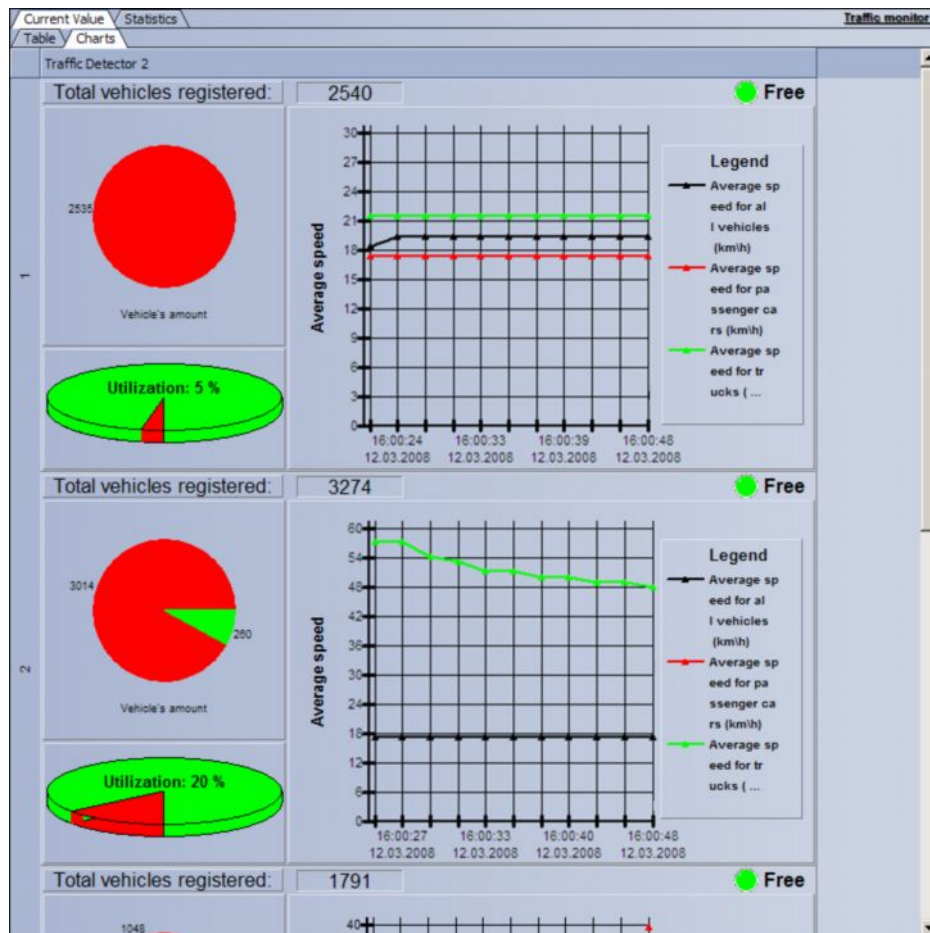 Current Value Statistics Traffic monitor
Table Charts
Traffic Detector 2
1
Total vehicles registered: 2540 Free
2535
Vehicle's amount
Utilization: 5 %
Average speed
30
27
24
21
18
15
12
9
6
3
0
16:00:24 16:00:33 16:00:39 16:00:48
12.03.2008 12.03.2008 12.03.2008 12.03.2008
Legend
Average sp
eed for al
l vehicles
(km\h)
Average sp
eed for pa
ssenger ca
rs (km\h)
Average sp
eed for tr
ucks ( ...
2
Total vehicles registered: 3274 Free
3014
260
Vehicle's amount
Utilization: 20 %
Average speed
60
54
48
42
36
30
24
18
12
6
0
16:00:27 16:00:33 16:00:40 16:00:48
12.03.2008 12.03.2008 12.03.2008 12.03.2008
Legend
Average sp
eed for al
l vehicles
(km\h)
Average sp
eed for pa
ssenger ca
rs (km\h)
Average sp
eed for tr
ucks ( ...
Total vehicles registered: 1791 Free
1048
40